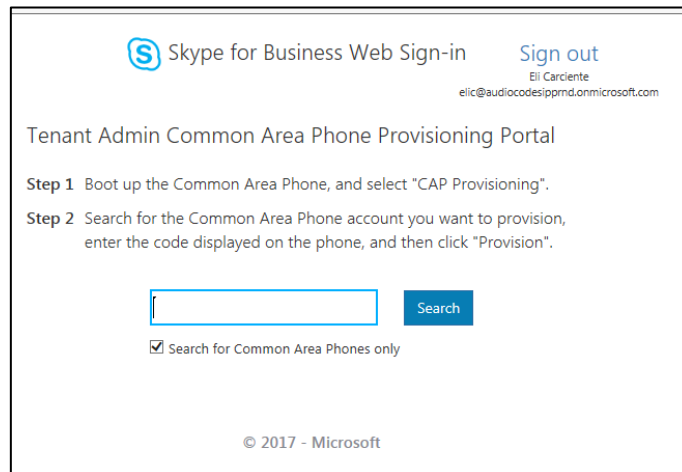 Skype for Business Web Sign-in
Sign out
Eli Carciente
elic@audiocodesipprnd.onmicrosoft.com
Tenant Admin Common Area Phone Provisioning Portal
Step 1 Boot up the Common Area Phone, and select "CAP Provisioning".
Step 2 Search for the Common Area Phone account you want to provision,
enter the code displayed on the phone, and then click "Provision".
Search
Search for Common Area Phones only
© 2017 - Microsoft